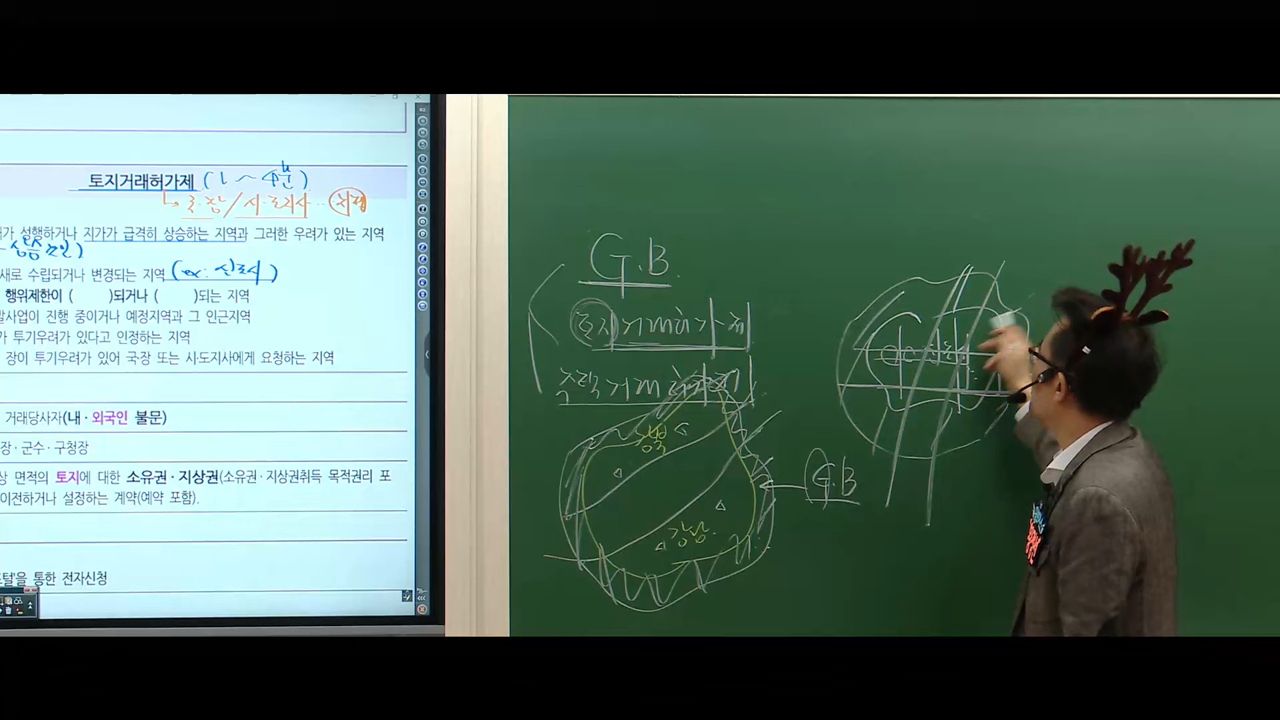 토지거래허가제 (1 ~ 4문)
국·장/시·도지사
가 성행하거나 지가가 급격히 상승하는 지역과 그러한 우려가 있는 지역
새로 수립되거나 변경되는 지역 (ex: 신도시)
행위제한이 ( )되거나 ( )되는 지역
발사업이 진행 중이거나 예정지역과 그 인근지역
가 투기우려가 있다고 인정하는 지역
장이 투기우려가 있어 국장 또는 시·도지사에게 요청하는 지역
거래당사자(내·외국인 불문)
장·군수·구청장
상 면적의 토지에 대한 소유권·지상권(소유권·지상권취득 목적권리 포
이전하거나 설정하는 계약(예약 포함).
털'을 통한 전자신청
G.B
토지거래허가제
주택거래허가제
강북
강남
G.B